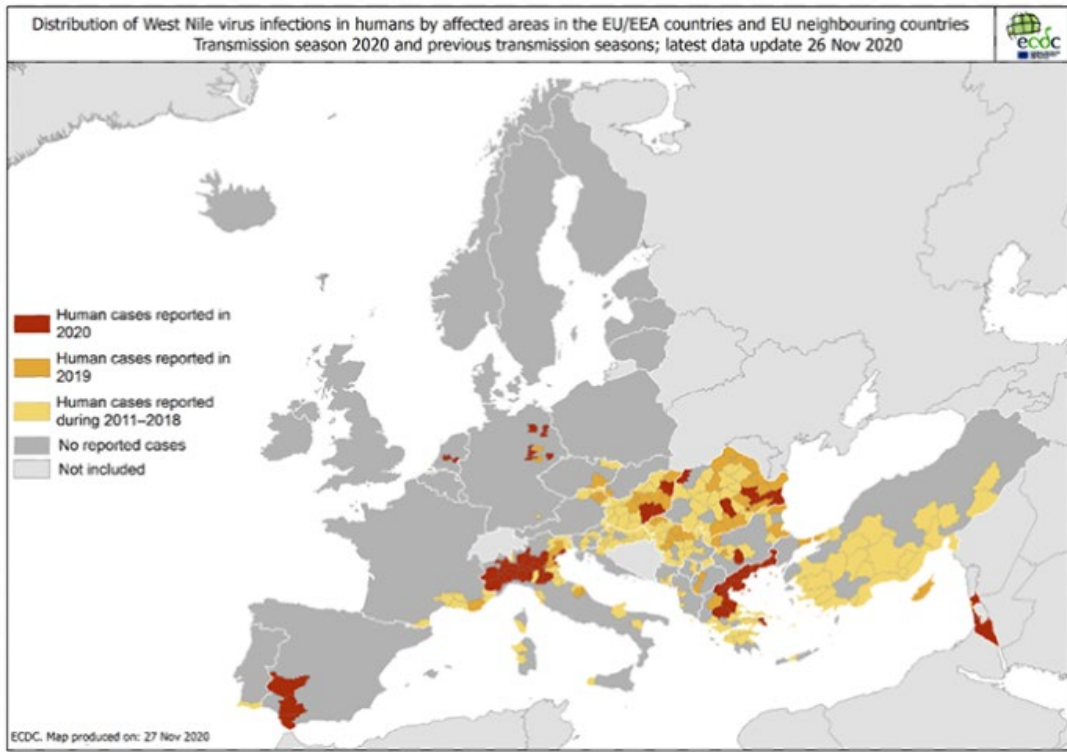 Distribution of West Nile virus infections in humans by affected areas in the EU/EEA countries and EU neighbouring countries
Transmission season 2020 and previous transmission seasons; latest data update 26 Nov 2020
ecdc
Human cases reported in
2020
Human cases reported in
2019
Human cases reported
during 2011–2018
No reported cases
Not included
ECDC. Map produced on: 27 Nov 2020